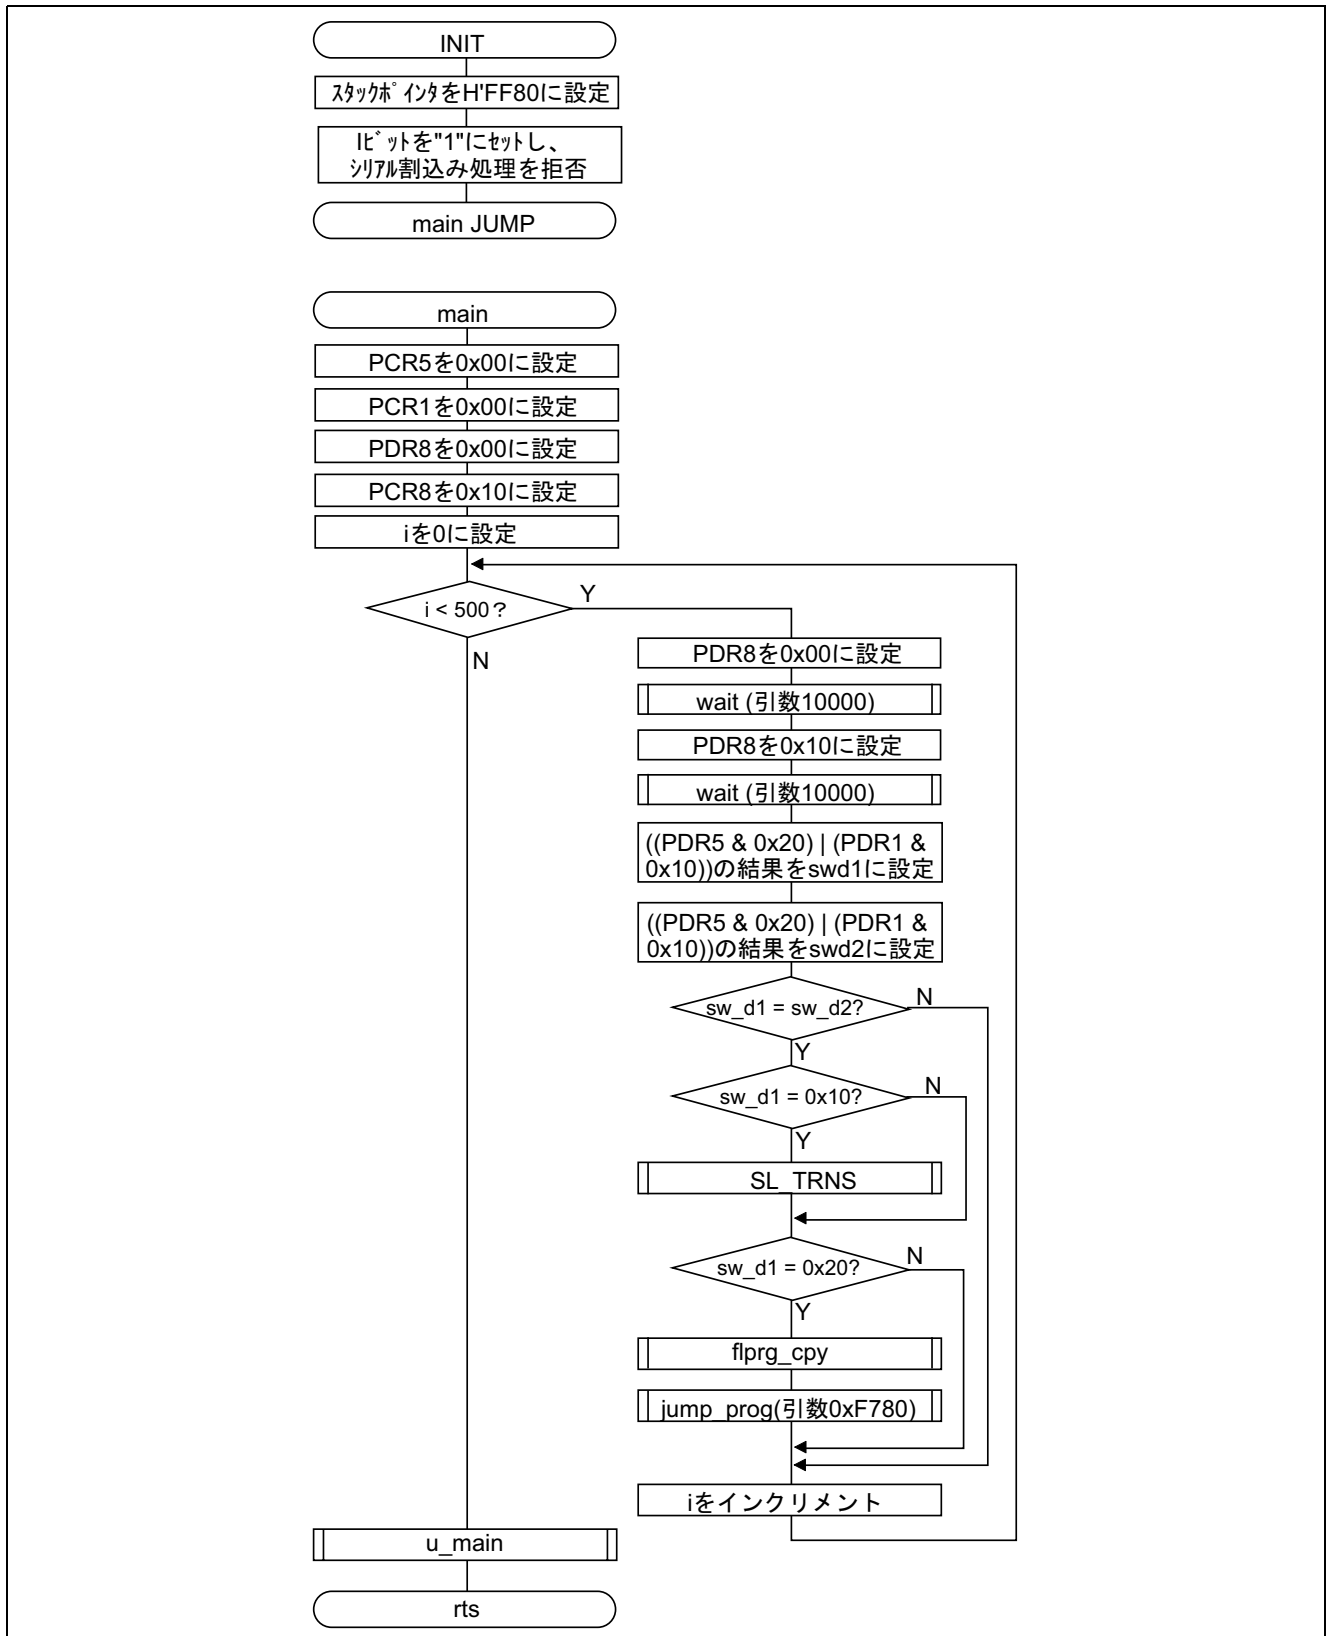 INIT
ｽﾀｯｸﾎﾟｲﾝﾀをH'FF80に設定
Iﾋﾞｯﾄを"1"にｾｯﾄし、
ｼﾘｱﾙ割込み処理を拒否
main JUMP
main
PCR5を0x00に設定
PCR1を0x00に設定
PDR8を0x00に設定
PCR8を0x10に設定
iを0に設定
i < 500？
Y
N
PDR8を0x00に設定
wait (引数10000)
PDR8を0x10に設定
wait (引数10000)
((PDR5 & 0x20) | (PDR1 &
0x10))の結果をswd1に設定
((PDR5 & 0x20) | (PDR1 &
0x10))の結果をswd2に設定
sw_d1 = sw_d2?
N
Y
sw_d1 = 0x10?
N
Y
SL_TRNS
sw_d1 = 0x20?
N
Y
flprg_cpy
jump_prog(引数0xF780)
iをインクリメント
u_main
rts